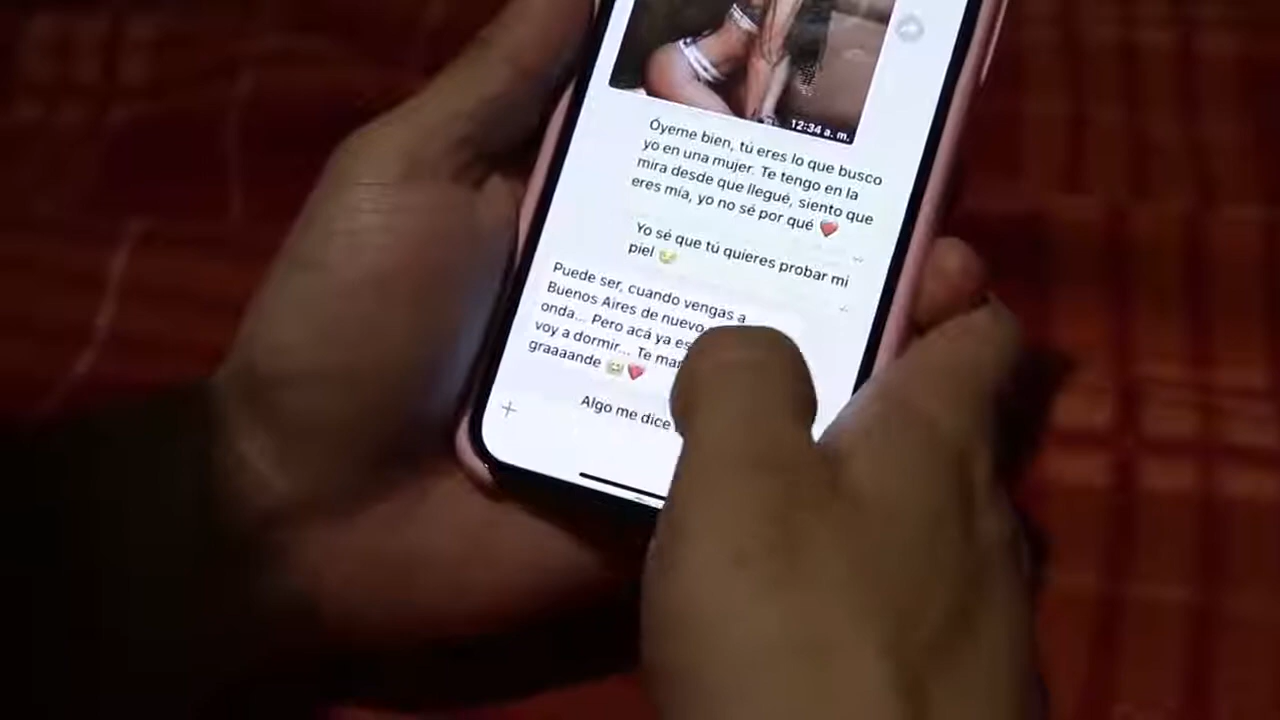 12:34 a. m.
Óyeme bien, tú eres lo que busco
yo en una mujer. Te tengo en la
mira desde que llegué, siento que
eres mía, yo no sé por qué ❤️
Yo sé que tú quieres probar mi
piel
Puede ser, cuando vengas a
Buenos Aires de nuevo
onda... Pero acá ya
voy a dormir... Te
graaaande
Algo me dice